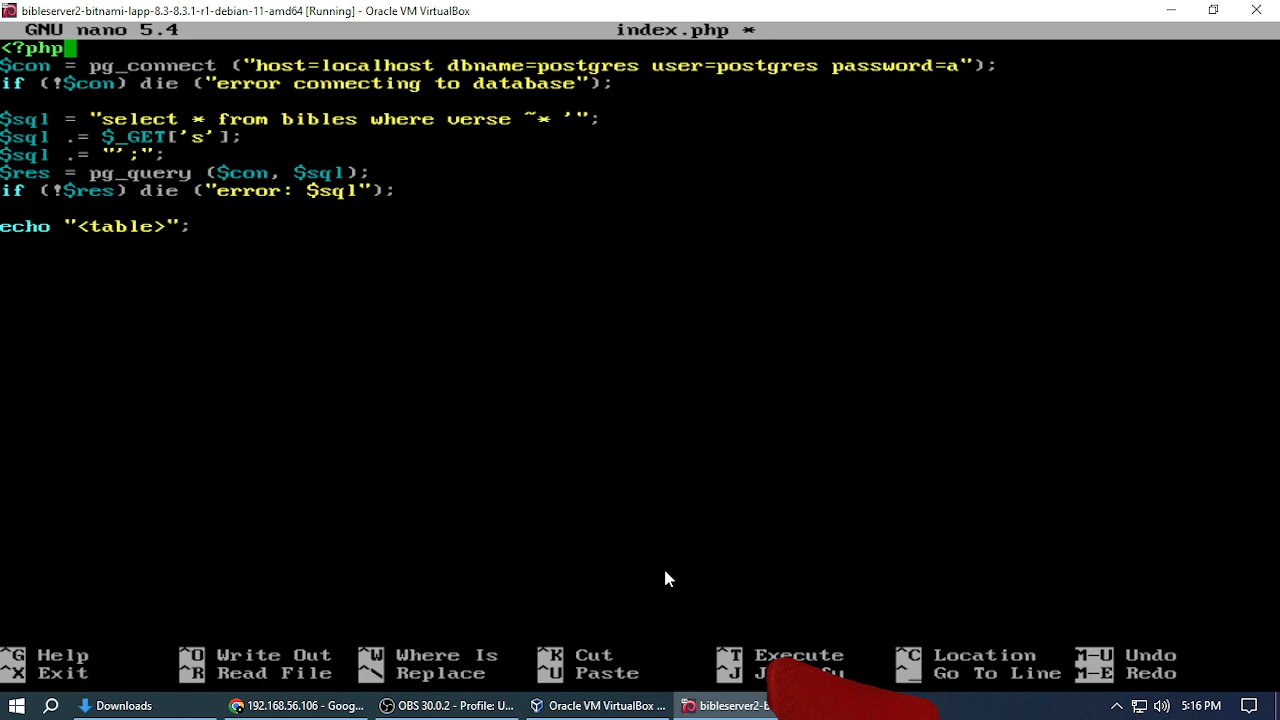 bibleserver2-bitnami-lapp-8.3-8.3.1-r1-debian-11-amd64 [Running] - Oracle VM VirtualBox
GNU nano 5.4 index.php *
<?php
$con = pg_connect ("host=localhost dbname=postgres user=postgres password=a");
if (!$con) die ("error connecting to database");
$sql = "select * from bibles where verse ~* '";
$sql .= $_GET['s'];
$sql .= "';";
$res = pg_query ($con, $sql);
if (!$res) die ("error: $sql");
echo "<table>";
^G Help ^O Write Out ^W Where Is ^K Cut ^T Execute ^C Location M-U Undo
^X Exit ^R Read File ^\ Replace ^U Paste ^J ^_ Go To Line M-E Redo
Downloads 192.168.56.106 - Goog... OBS 30.0.2 - Profile: U... Oracle VM VirtualBox ... bibleserver2-b 5:16 PM